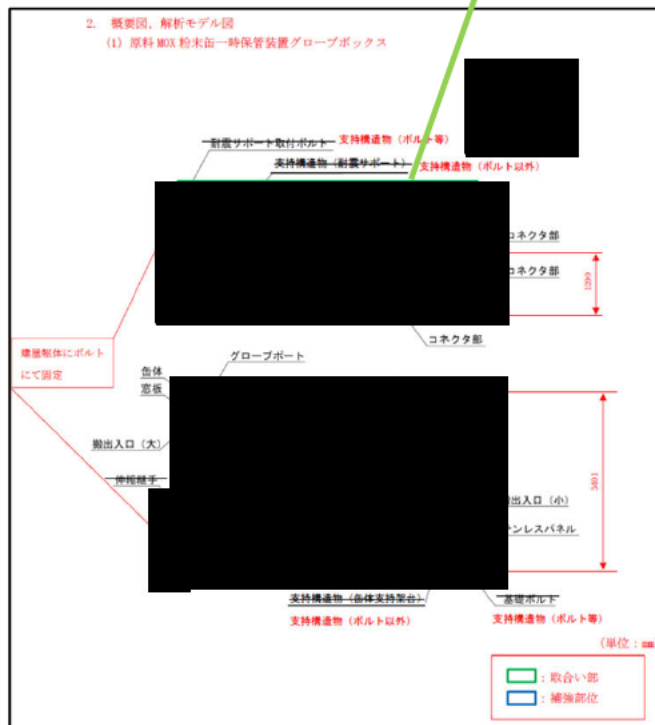 2. 概要図、解析モデル図
(1) 原料 MOX 粉末缶一時保管装置グローブボックス
耐震サポート取付ボルト 支持構造物（ボルト等）
支持構造物（耐震サポート） 支持構造物（ボルト以外）
コネクタ部
コネクタ部
1200
コネクタ部
建屋躯体にボルト
にて固定
グローブポート
缶体
窓板
搬出入口（大）
伸縮継手
出入口（小）
ンレスパネル
支持構造物（缶体支持架台）
支持構造物（ボルト以外）
基礎ボルト
支持構造物（ボルト等）
（単位：mm
：取合い部
：補強部位